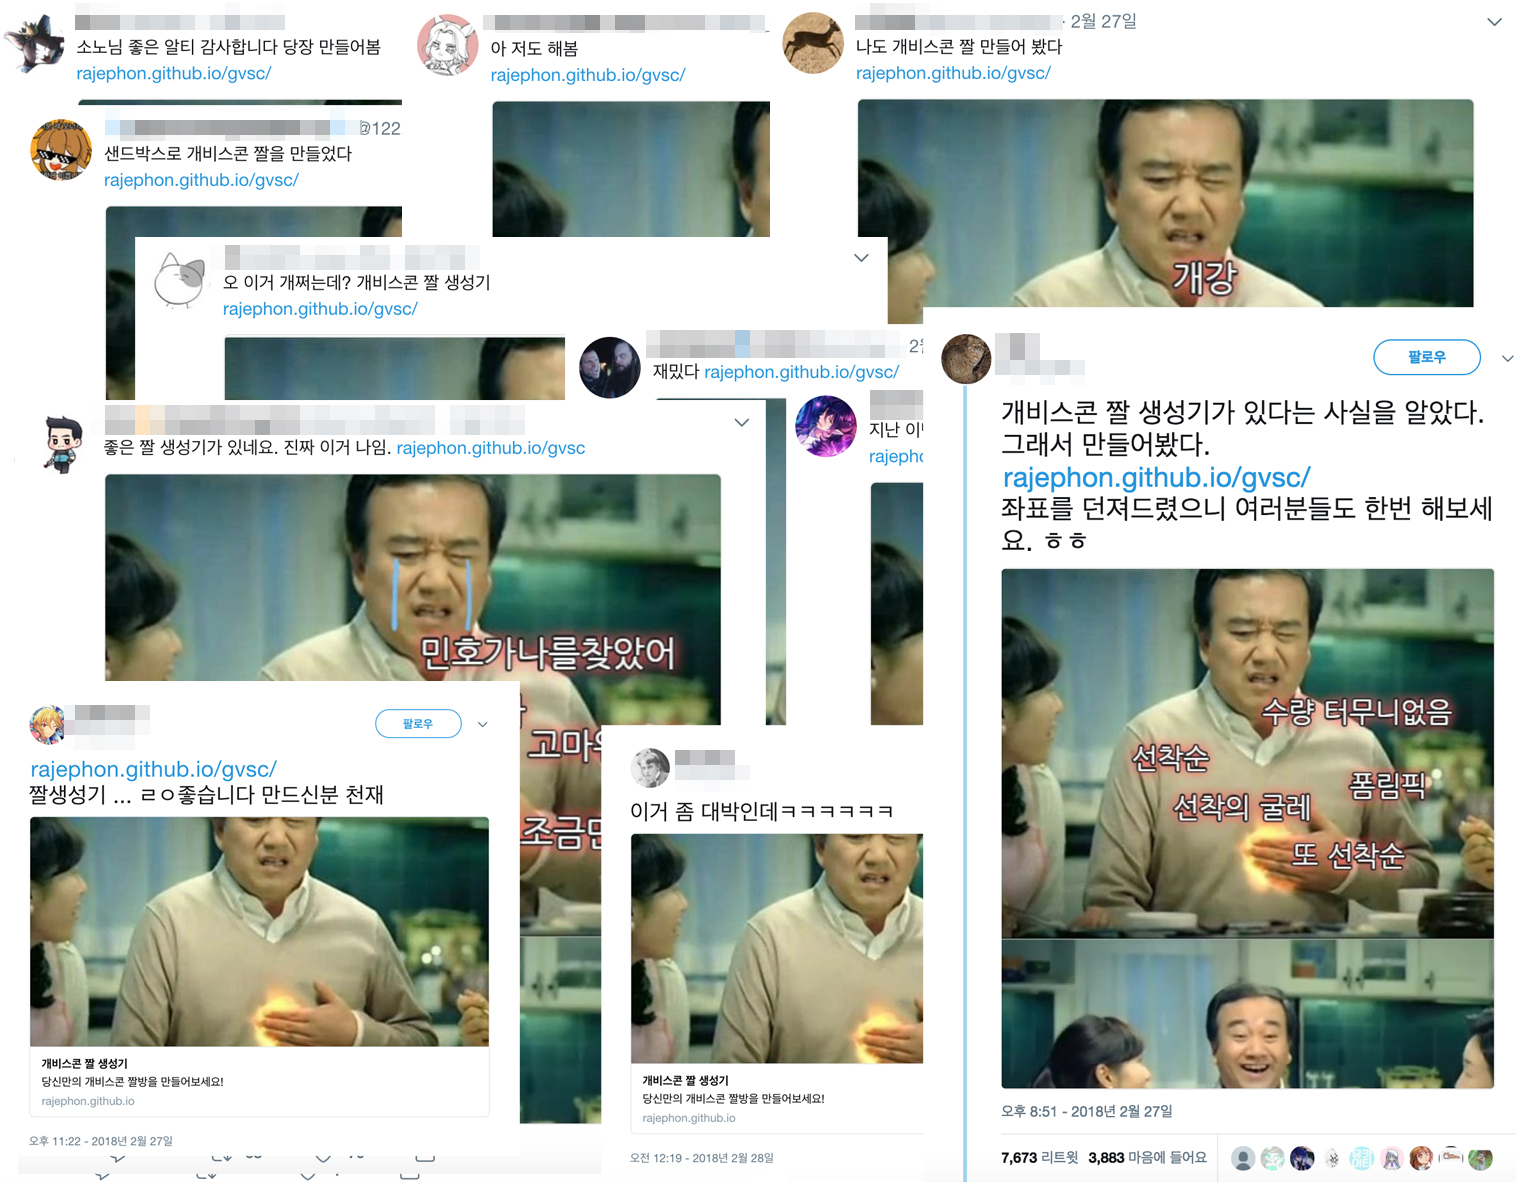 소노님 좋은 알티 감사합니다 당장 만들어봄
rajephon.github.io/gvsc/
아 저도 해봄
rajephon.github.io/gvsc/
· 2월 27일
나도 개비스콘 짤 만들어 봤다
rajephon.github.io/gvsc/
개강
@122
샌드박스로 개비스콘 짤을 만들었다
rajephon.github.io/gvsc/
오 이거 개쩌는데? 개비스콘 짤 생성기
rajephon.github.io/gvsc/
재밌다 rajephon.github.io/gvsc/
지난
좋은 짤 생성기가 있네요. 진짜 이거 나임. rajephon.github.io/gvsc
민호가나를찾았어
팔로우
개비스콘 짤 생성기가 있다는 사실을 알았다.
그래서 만들어봤다.
rajephon.github.io/gvsc/
좌표를 던져드렸으니 여러분들도 한번 해보세
요. ㅎㅎ
수량 터무니없음
선착순
폼림픽
선착의 굴레
또 선착순
오후 8:51 - 2018년 2월 27일
7,673 리트윗 3,883 마음에 들어요
팔로우
rajephon.github.io/gvsc/
짤생성기 ... ㄹㅇ좋습니다 만드신분 천재
개비스콘 짤 생성기
당신만의 개비스콘 짤방을 만들어보세요!
rajephon.github.io
오후 11:22 - 2018년 2월 27일
이거 좀 대박인데ㅋㅋㅋㅋㅋㅋ
개비스콘 짤 생성기
당신만의 개비스콘 짤방을 만들어보세요!
rajephon.github.io
오전 12:19 - 2018년 2월 28일